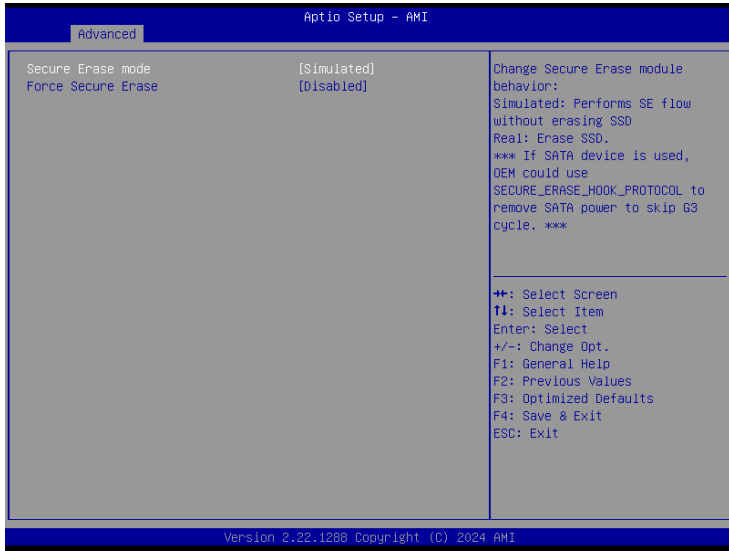 Aptio Setup - AMI
Advanced
Secure Erase mode [Simulated]
Force Secure Erase [Disabled]
Change Secure Erase module
behavior:
Simulated: Performs SE flow
without erasing SSD
Real: Erase SSD.
*** If SATA device is used,
OEM could use
SECURE_ERASE_HOOK_PROTOCOL to
remove SATA power to skip G3
cycle. ***
→←: Select Screen
↑↓: Select Item
Enter: Select
+/-: Change Opt.
F1: General Help
F2: Previous Values
F3: Optimized Defaults
F4: Save & Exit
ESC: Exit
Version 2.22.1288 Copyright (C) 2024 AMI